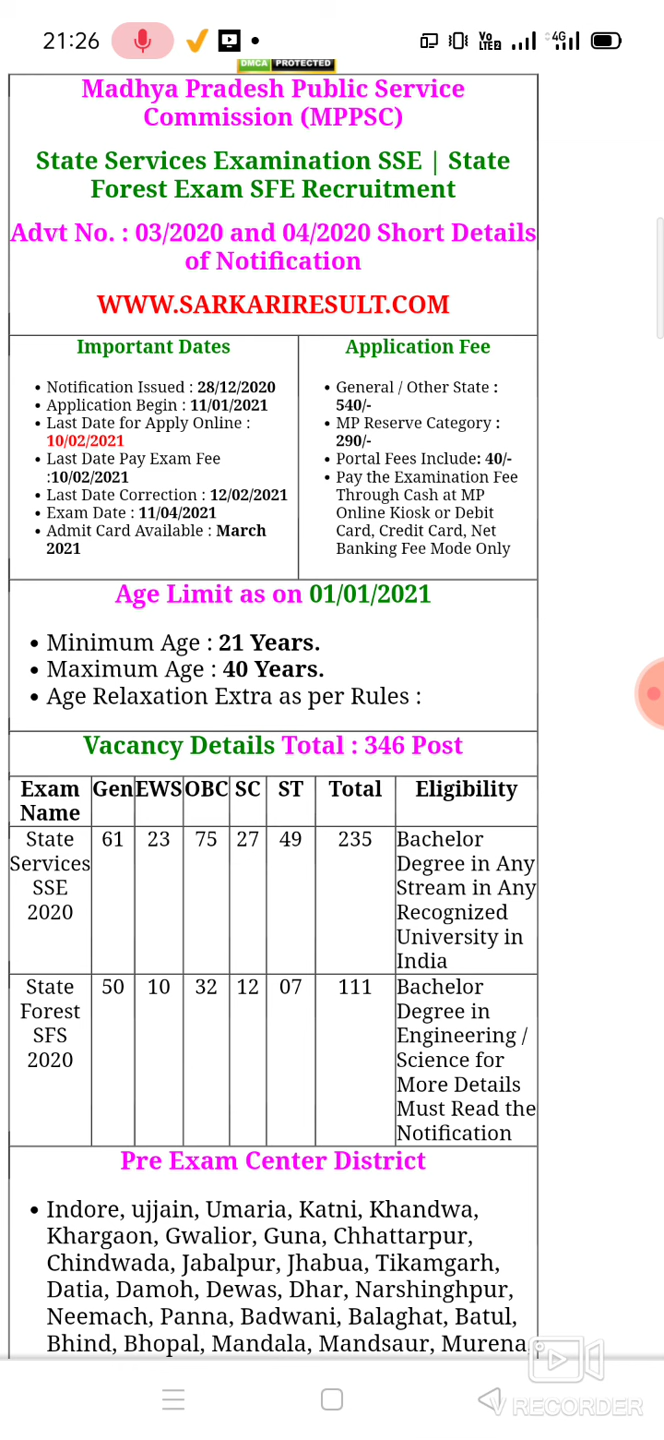 21:26
Vo
LTE2
4G
DMCA PROTECTED
Madhya Pradesh Public Service
Commission (MPPSC)
State Services Examination SSE | State
Forest Exam SFE Recruitment
Advt No. : 03/2020 and 04/2020 Short Details
of Notification
WWW.SARKARIRESULT.COM
Important Dates
• Notification Issued : 28/12/2020
• Application Begin : 11/01/2021
• Last Date for Apply Online :
10/02/2021
• Last Date Pay Exam Fee
:10/02/2021
• Last Date Correction : 12/02/2021
• Exam Date : 11/04/2021
• Admit Card Available : March
2021
Application Fee
• General / Other State :
540/-
• MP Reserve Category :
290/-
• Portal Fees Include: 40/-
• Pay the Examination Fee
Through Cash at MP
Online Kiosk or Debit
Card, Credit Card, Net
Banking Fee Mode Only
Age Limit as on 01/01/2021
• Minimum Age : 21 Years.
• Maximum Age : 40 Years.
• Age Relaxation Extra as per Rules :
Vacancy Details Total : 346 Post
Exam
Name
Gen
EWS
OBC
SC
ST
Total
Eligibility
State
Services
SSE
2020
61
23
75
27
49
235
Bachelor
Degree in Any
Stream in Any
Recognized
University in
India
State
Forest
SFS
2020
50
10
32
12
07
111
Bachelor
Degree in
Engineering /
Science for
More Details
Must Read the
Notification
Pre Exam Center District
• Indore, ujjain, Umaria, Katni, Khandwa,
Khargaon, Gwalior, Guna, Chhattarpur,
Chindwada, Jabalpur, Jhabua, Tikamgarh,
Datia, Damoh, Dewas, Dhar, Narshinghpur,
Neemach, Panna, Badwani, Balaghat, Batul,
Bhind, Bhopal, Mandala, Mandsaur, Murena
V RECORDER